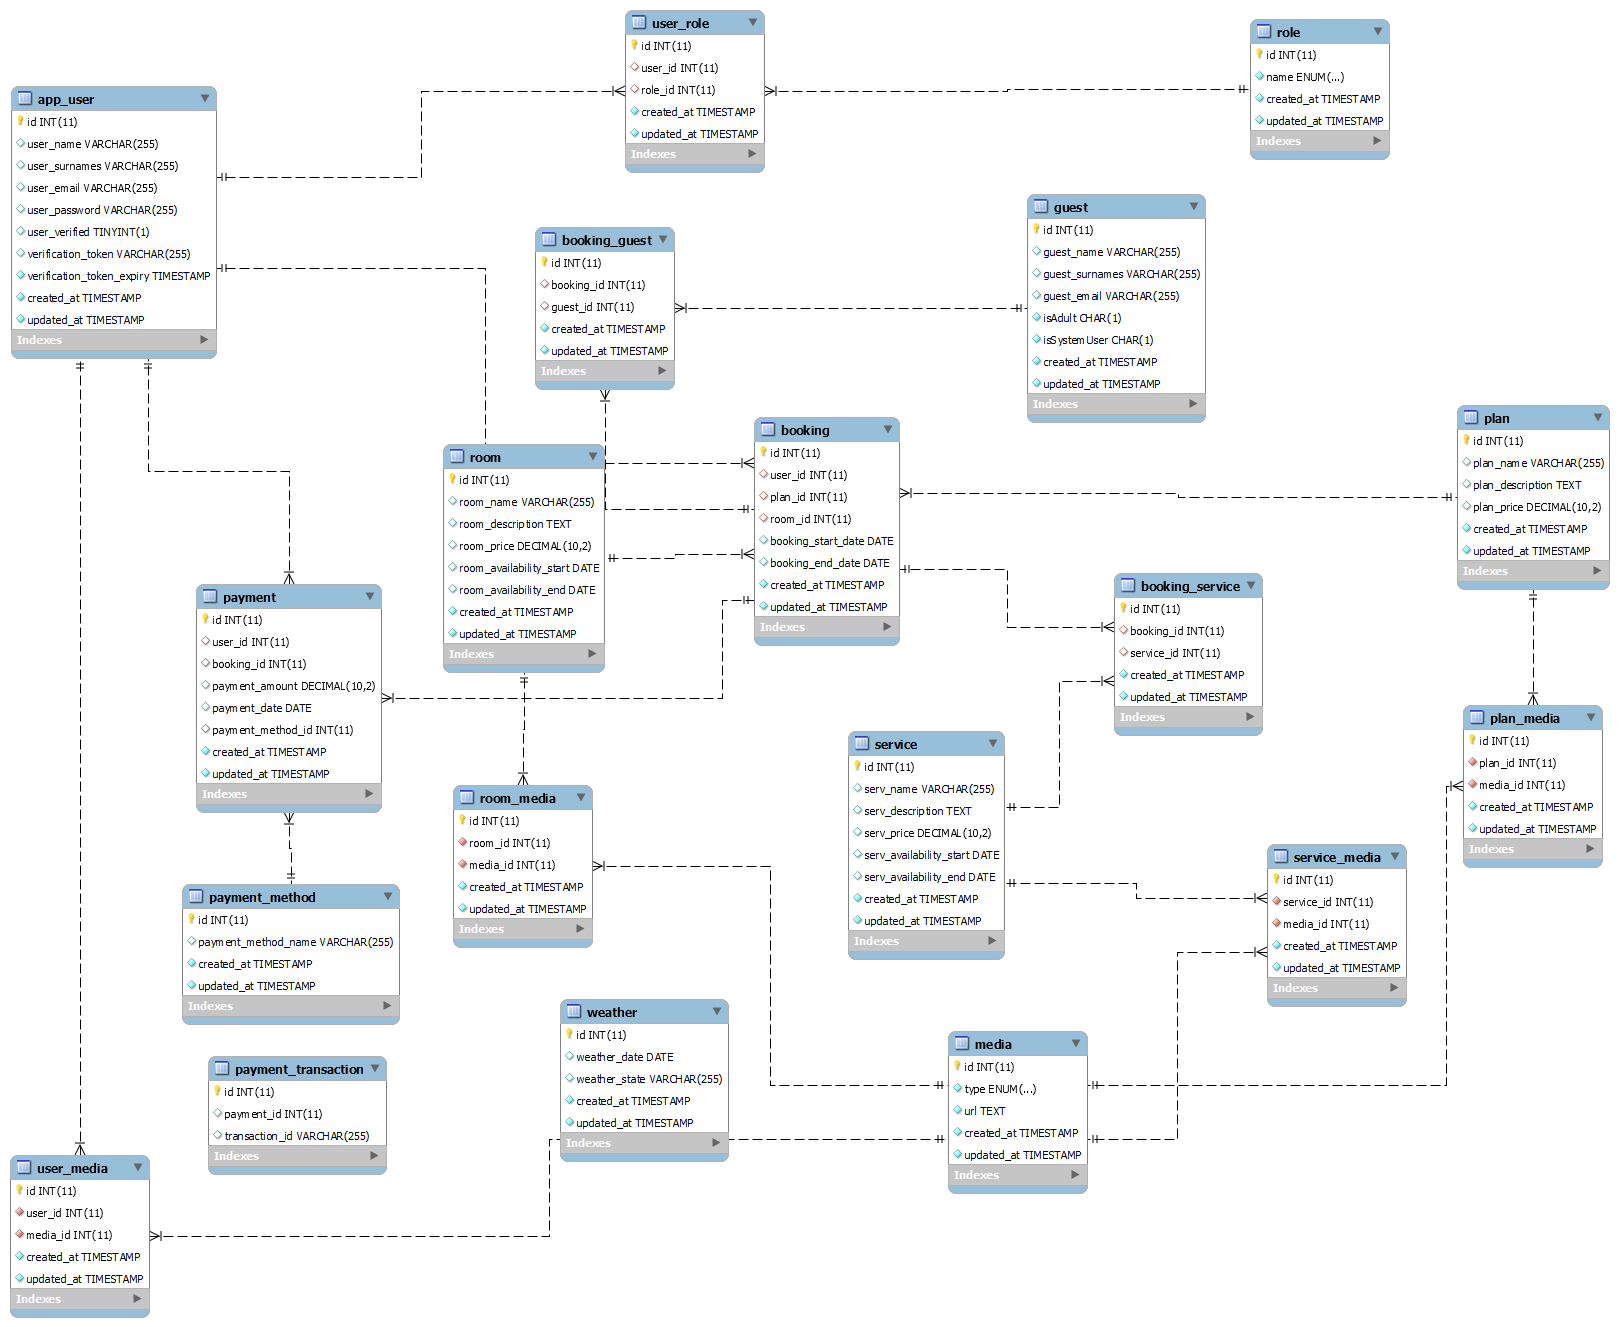 user_role
id INT(11)
user_id INT(11)
role_id INT(11)
created_at TIMESTAMP
updated_at TIMESTAMP
Indexes
role
id INT(11)
name ENUM(...)
created_at TIMESTAMP
updated_at TIMESTAMP
Indexes
app_user
id INT(11)
user_name VARCHAR(255)
user_surnames VARCHAR(255)
user_email VARCHAR(255)
user_password VARCHAR(255)
user_verified TINYINT(1)
verification_token VARCHAR(255)
verification_token_expiry TIMESTAMP
created_at TIMESTAMP
updated_at TIMESTAMP
Indexes
guest
id INT(11)
guest_name VARCHAR(255)
guest_surnames VARCHAR(255)
guest_email VARCHAR(255)
isAdult CHAR(1)
isSystemUser CHAR(1)
created_at TIMESTAMP
updated_at TIMESTAMP
Indexes
booking_guest
id INT(11)
booking_id INT(11)
guest_id INT(11)
created_at TIMESTAMP
updated_at TIMESTAMP
Indexes
plan
id INT(11)
plan_name VARCHAR(255)
plan_description TEXT
plan_price DECIMAL(10,2)
created_at TIMESTAMP
updated_at TIMESTAMP
Indexes
booking
id INT(11)
user_id INT(11)
plan_id INT(11)
room_id INT(11)
booking_start_date DATE
booking_end_date DATE
created_at TIMESTAMP
updated_at TIMESTAMP
Indexes
room
id INT(11)
room_name VARCHAR(255)
room_description TEXT
room_price DECIMAL(10,2)
room_availability_start DATE
room_availability_end DATE
created_at TIMESTAMP
updated_at TIMESTAMP
Indexes
booking_service
id INT(11)
booking_id INT(11)
service_id INT(11)
created_at TIMESTAMP
updated_at TIMESTAMP
Indexes
payment
id INT(11)
user_id INT(11)
booking_id INT(11)
payment_amount DECIMAL(10,2)
payment_date DATE
payment_method_id INT(11)
created_at TIMESTAMP
updated_at TIMESTAMP
Indexes
plan_media
id INT(11)
plan_id INT(11)
media_id INT(11)
created_at TIMESTAMP
updated_at TIMESTAMP
Indexes
service
id INT(11)
serv_name VARCHAR(255)
serv_description TEXT
serv_price DECIMAL(10,2)
serv_availability_start DATE
serv_availability_end DATE
created_at TIMESTAMP
updated_at TIMESTAMP
Indexes
room_media
id INT(11)
room_id INT(11)
media_id INT(11)
created_at TIMESTAMP
updated_at TIMESTAMP
Indexes
service_media
id INT(11)
service_id INT(11)
media_id INT(11)
created_at TIMESTAMP
updated_at TIMESTAMP
Indexes
payment_method
id INT(11)
payment_method_name VARCHAR(255)
created_at TIMESTAMP
updated_at TIMESTAMP
Indexes
weather
id INT(11)
weather_date DATE
weather_state VARCHAR(255)
created_at TIMESTAMP
updated_at TIMESTAMP
Indexes
media
id INT(11)
type ENUM(...)
url TEXT
created_at TIMESTAMP
updated_at TIMESTAMP
Indexes
payment_transaction
id INT(11)
payment_id INT(11)
transaction_id VARCHAR(255)
Indexes
user_media
id INT(11)
user_id INT(11)
media_id INT(11)
created_at TIMESTAMP
updated_at TIMESTAMP
Indexes